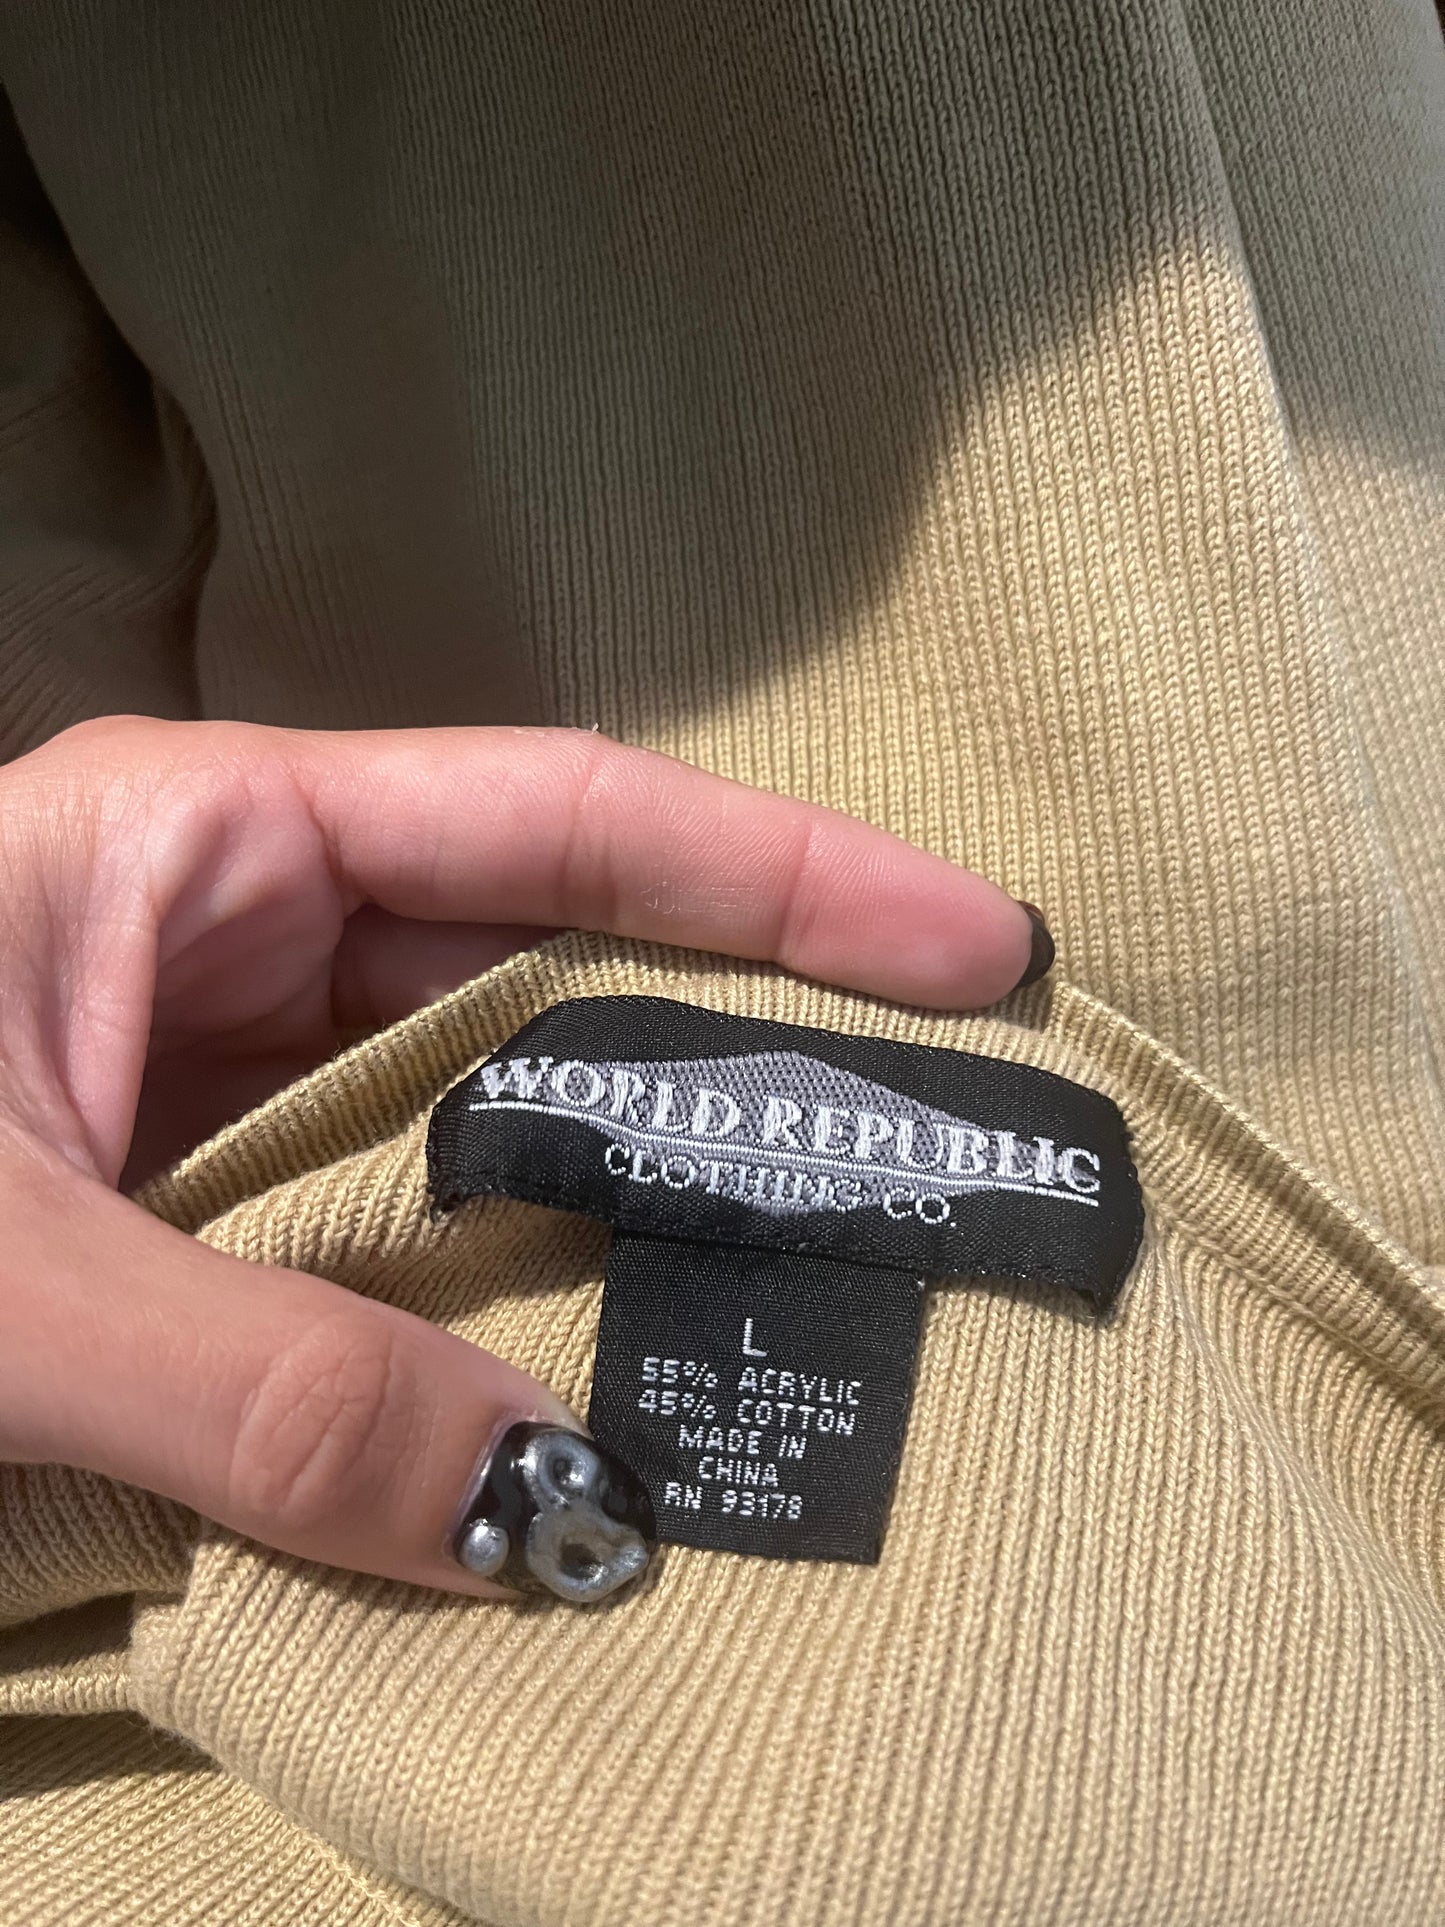 WORLD REPUBLIC
CLOTHING CO.
L
55% ACRYLIC
45% COTTON
MADE IN
CHINA
RN 93178